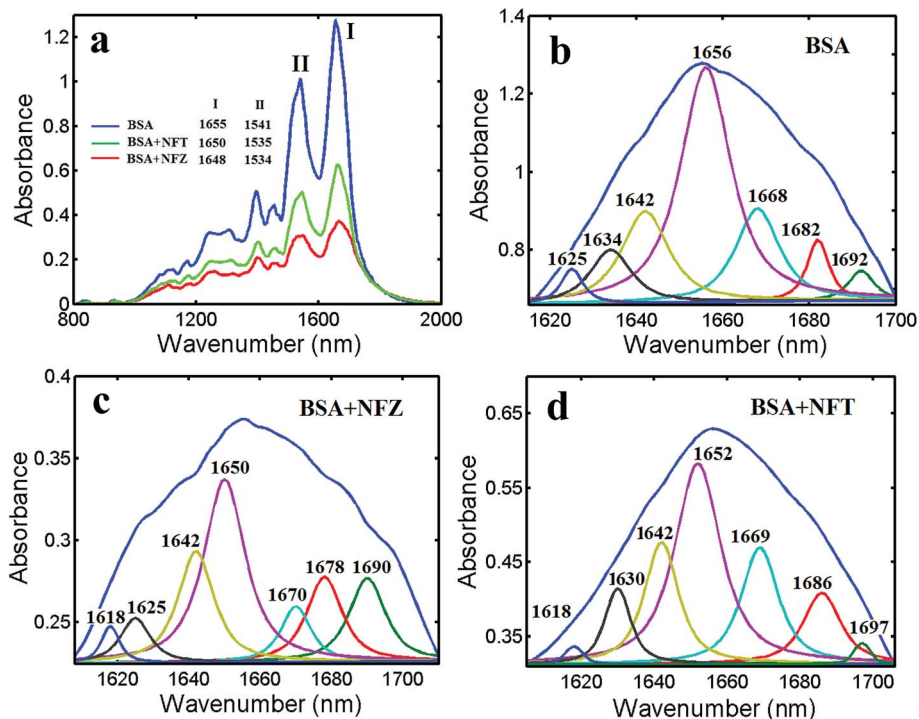 a
I
II
I II
BSA 1655 1541
BSA+NFT 1650 1535
BSA+NFZ 1648 1534
Absorbance
1.2
1
0.8
0.6
0.4
0.2
0
800 1200 1600 2000
Wavenumber (nm)
b
BSA
Absorbance
1.4
1.2
1
0.8
1656
1642
1668
1634
1682
1625
1692
1620 1640 1660 1680 1700
Wavenumber (nm)
c
BSA+NFZ
Absorbance
0.4
0.35
0.3
0.25
1650
1642
1678
1690
1670
1625
1618
1620 1640 1660 1680 1700
Wavenumber (nm)
d
BSA+NFT
Absorbance
0.65
0.55
0.45
0.35
1652
1642
1669
1630
1686
1618
1697
1620 1640 1660 1680 1700
Wavenumber (nm)